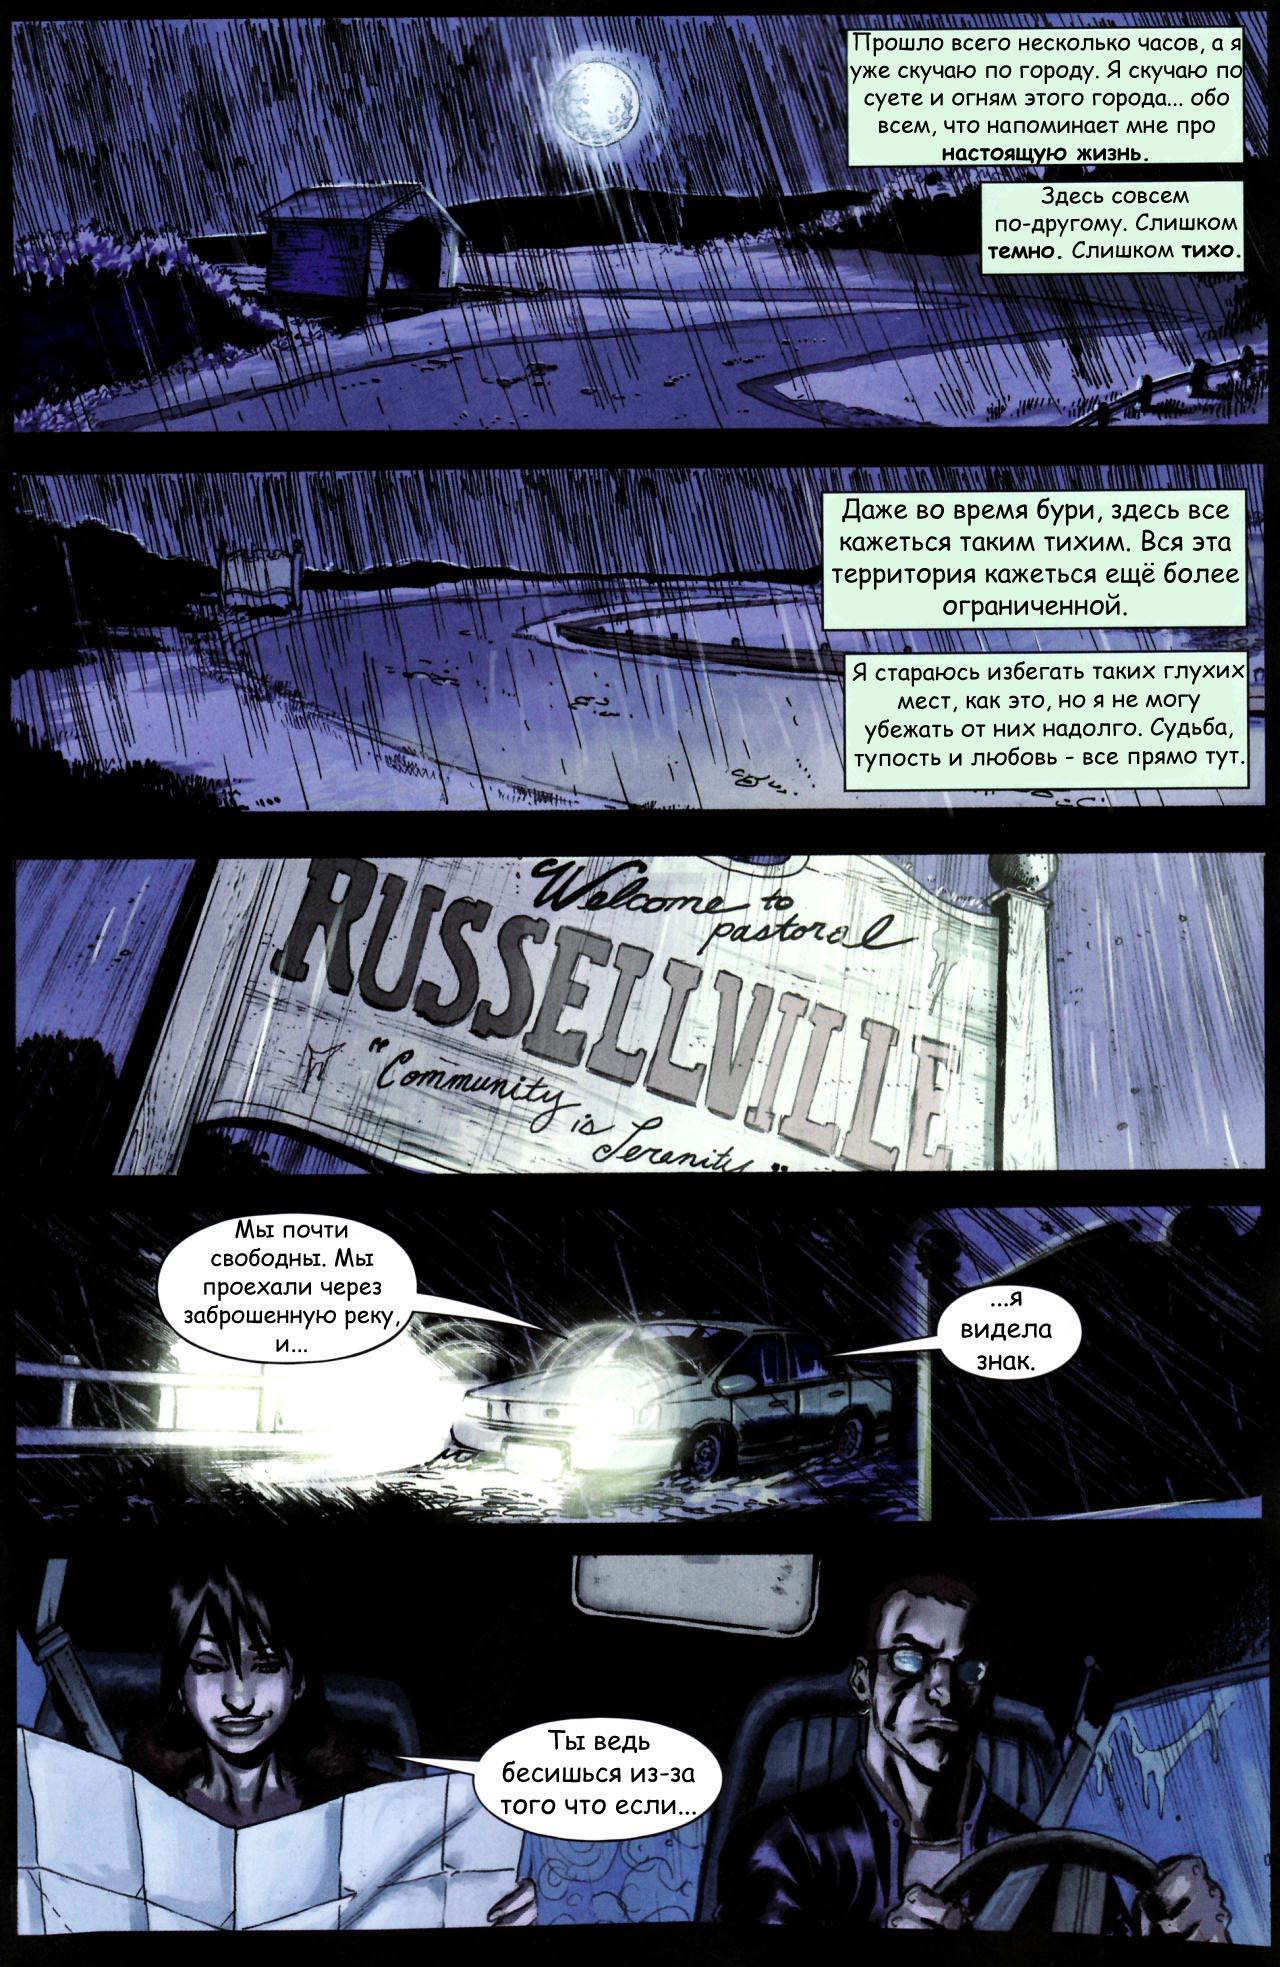 Прошло всего несколько часов, а я
уже скучаю по городу. Я скучаю по
суете и огням этого города... обо
всем, что напоминает мне про
настоящую жизнь.
Здесь совсем
по-другому. Слишком
темно. Слишком тихо.
Даже во время бури, здесь все
кажеться таким тихим. Вся эта
территория кажеться ещё более
ограниченной.
Я стараюсь избегать таких глухих
мест, как это, но я не могу
убежать от них надолго. Судьба,
тупость и любовь - все прямо тут.
Welcome to
pastoral
RUSSELLVILLE
"Community
is Serenity"
Мы почти
свободны. Мы
проехали через
заброшенную реку,
и...
...я
видела
знак.
Ты ведь
бесишься из-за
того что если...